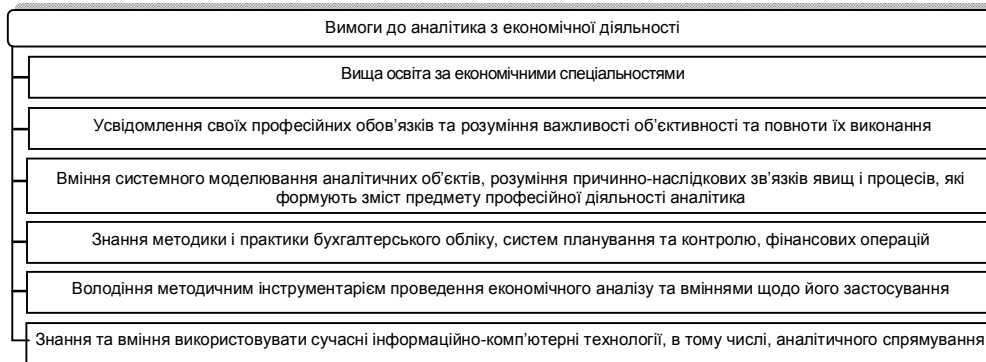 Вимоги до аналітика з економічної діяльності
Вища освіта за економічними спеціальностями
Усвідомлення своїх професійних обов’язків та розуміння важливості об’єктивності та повноти їх виконання
Вміння системного моделювання аналітичних об’єктів, розуміння причинно-наслідкових зв’язків явищ і процесів, які
формують зміст предмету професійної діяльності аналітика
Знання методики і практики бухгалтерського обліку, систем планування та контролю, фінансових операцій
Володіння методичним інструментарієм проведення економічного аналізу та вміннями щодо його застосування
Знання та вміння використовувати сучасні інформаційно-комп’ютерні технології, в тому числі, аналітичного спрямування